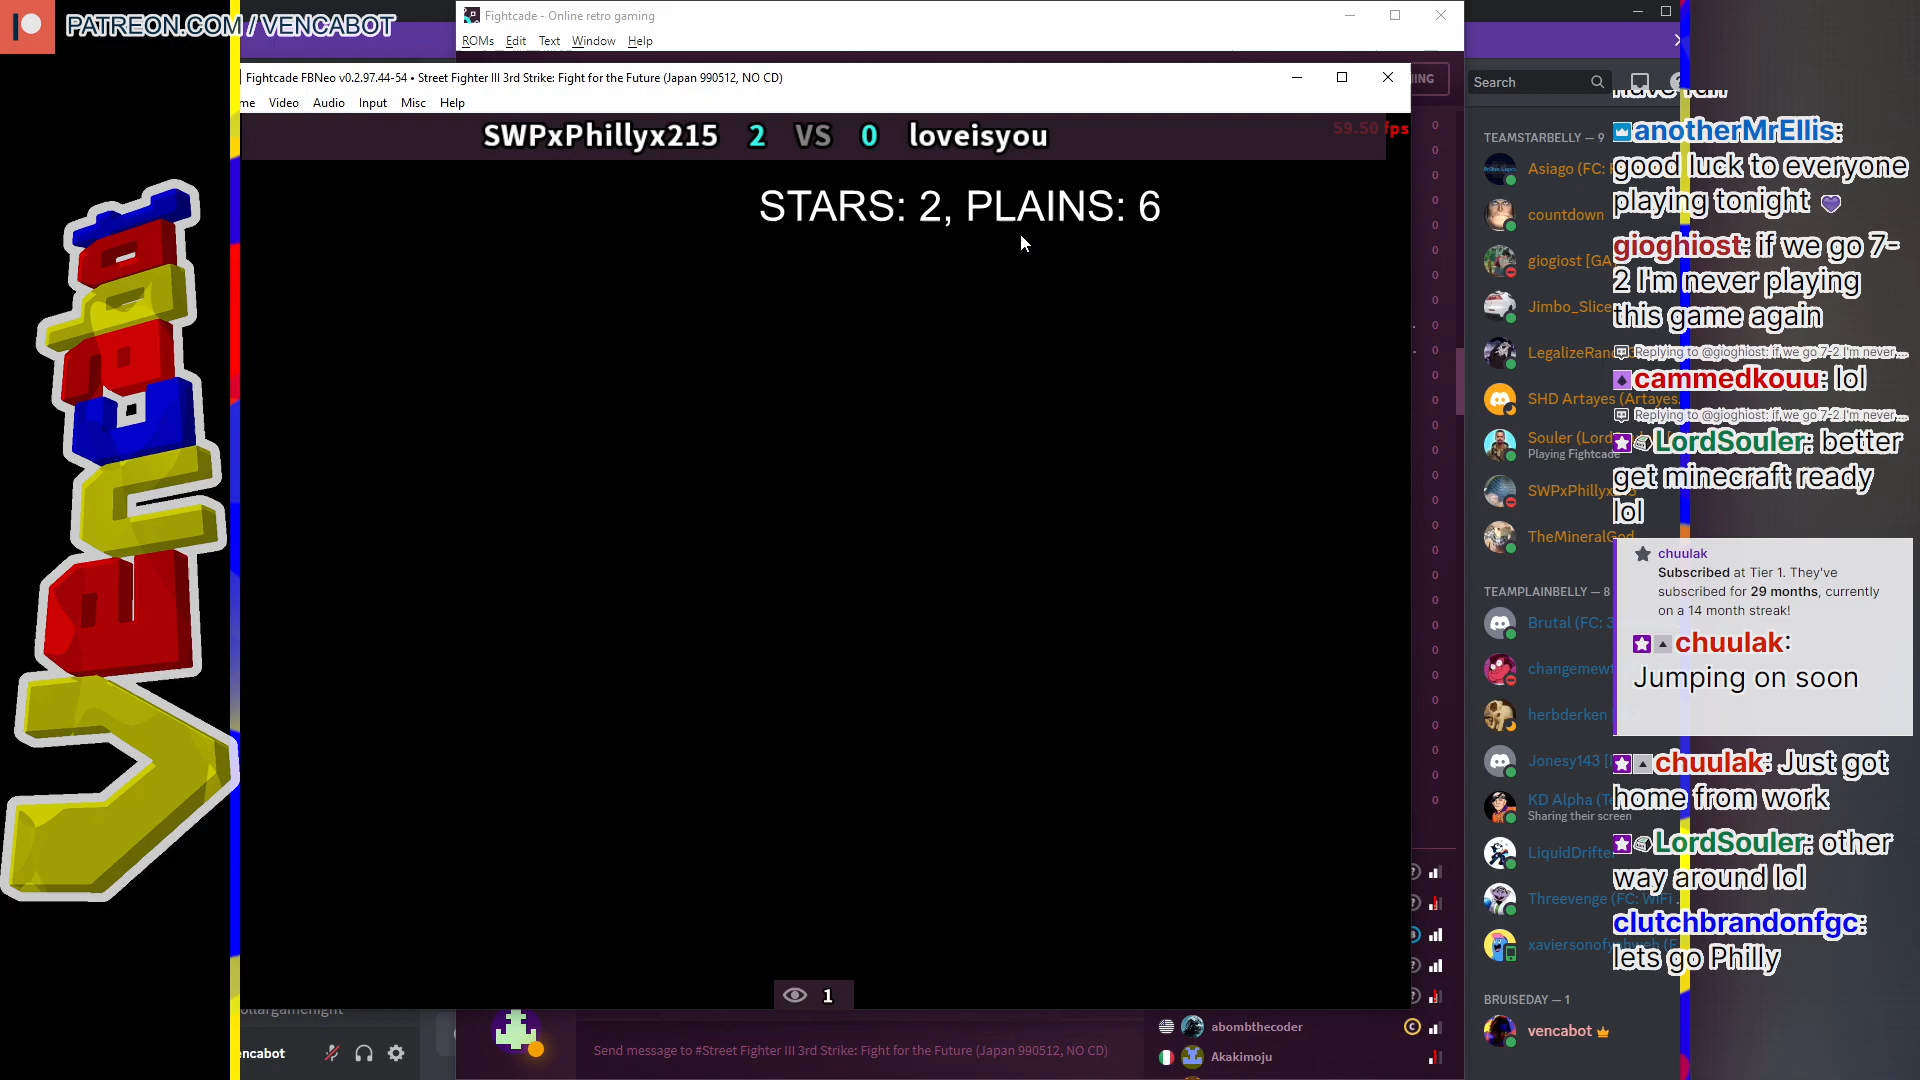 PATREON.COM / VENCABOT
Fightcade - Online retro gaming
ROMs Edit Text Window Help
Fightcade FBNeo v0.2.97.44-54 • Street Fighter III 3rd Strike: Fight for the Future (Japan 990512, NO CD)
Video Audio Input Misc Help
SWPxPhillyx215 2 VS 0 loveisyou
59.50 fps
STARS: 2, PLAINS: 6
vencabot
1
Send message to #Street Fighter III 3rd Strike: Fight for the Future (Japan 990512, NO CD)
abombthecoder
Akakimoju
Search
TEAMSTARBELLY — 9
Asiago (FC:
countdown
giogiost
Jimbo_Slice
SHD Artayes (Artayes.
Souler
Playing Fightcade
SWPxPhillyx215
TheMineralGod
TEAMPLAINBELLY — 8
Brutal (FC: 3
herbderken
Jonesy143
KD Alpha
Sharing their screen
LiquidDrifter
Threevenge (FC: WiFi
BRUISEDAY — 1
vencabot
have fun
anotherMrEllis:
good luck to everyone
playing tonight
gioghiost: if we go 7-
2 I'm never playing
this game again
Replying to @gioghiost: if we go 7-2 I'm never...
cammedkouu: lol
Replying to @gioghiost: if we go 7-2 I'm never...
LordSouler: better
get minecraft ready
lol
chuulak
Subscribed at Tier 1. They've
subscribed for 29 months, currently
on a 14 month streak!
chuulak:
Jumping on soon
chuulak: Just got
home from work
LordSouler: other
way around lol
clutchbrandonfgc:
lets go Philly